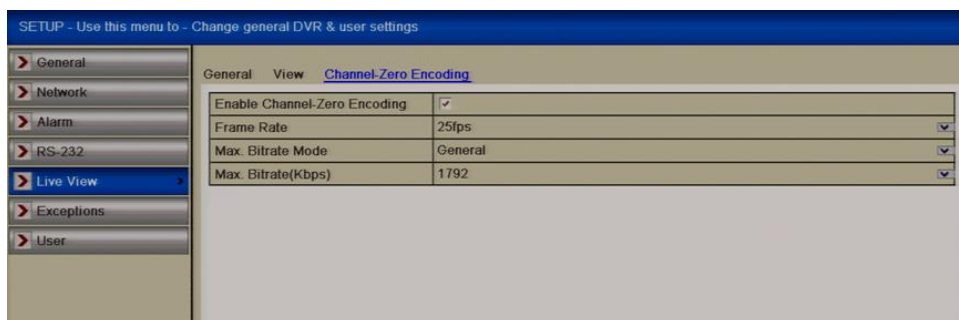 SETUP - Use this menu to - Change general DVR & user settings
General
Network
Alarm
RS-232
Live View
Exceptions
User
General View Channel-Zero Encoding
Enable Channel-Zero Encoding
Frame Rate 25fps
Max. Bitrate Mode General
Max. Bitrate(Kbps) 1792